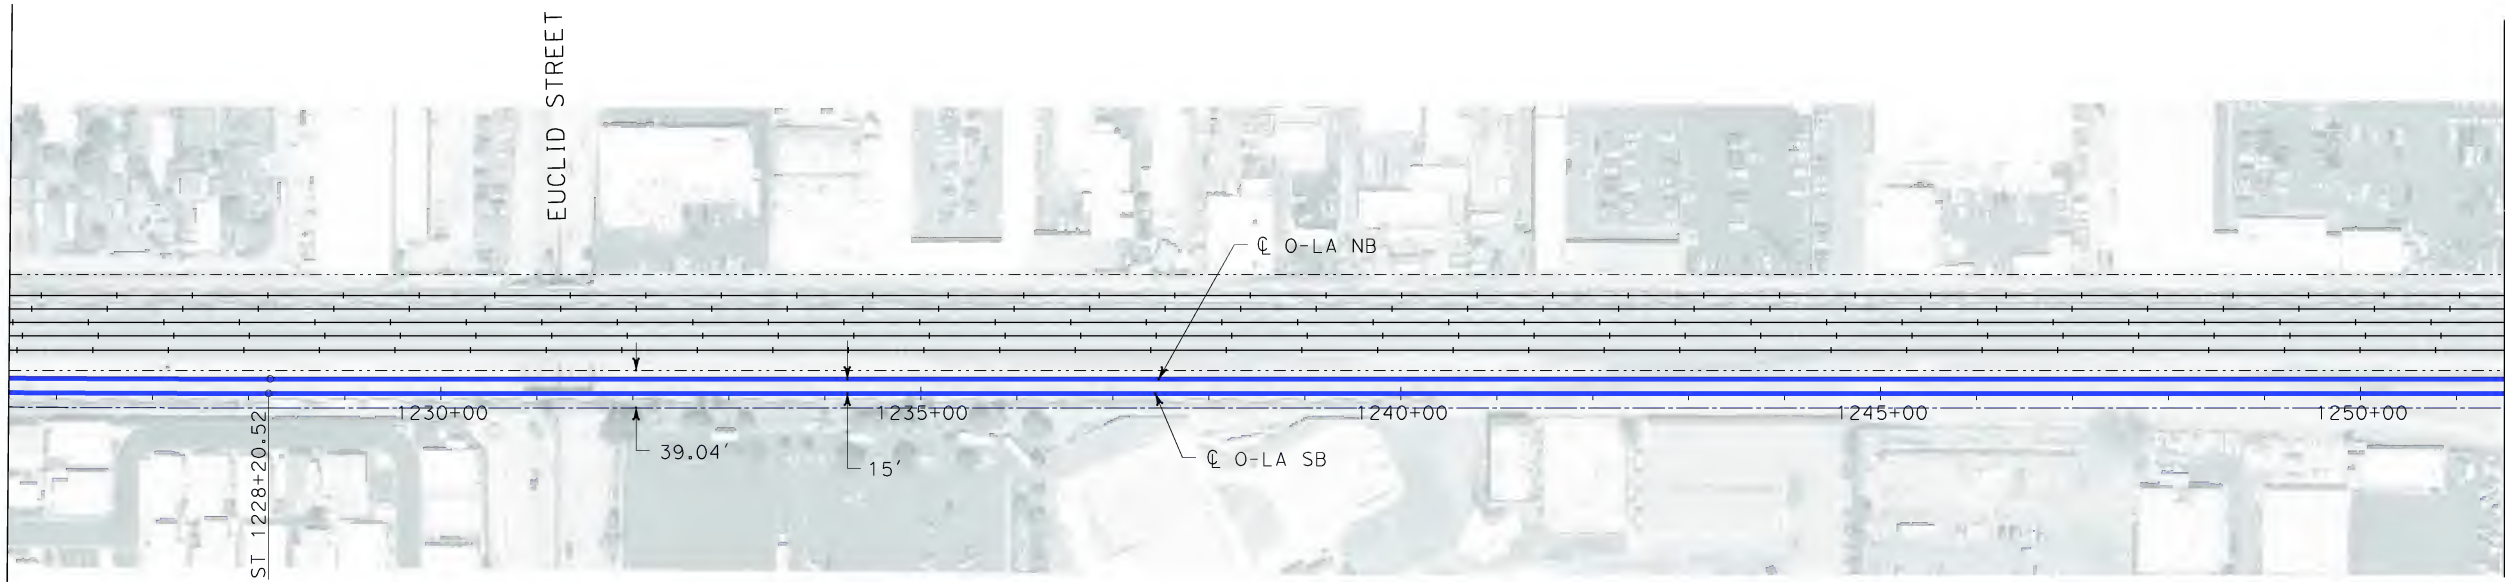 EUCLID STREET
℄ O-LA NB
1230+00
1235+00
1240+00
1245+00
1250+00
39.04'
15'
℄ O-LA SB
ST 1228+20.52